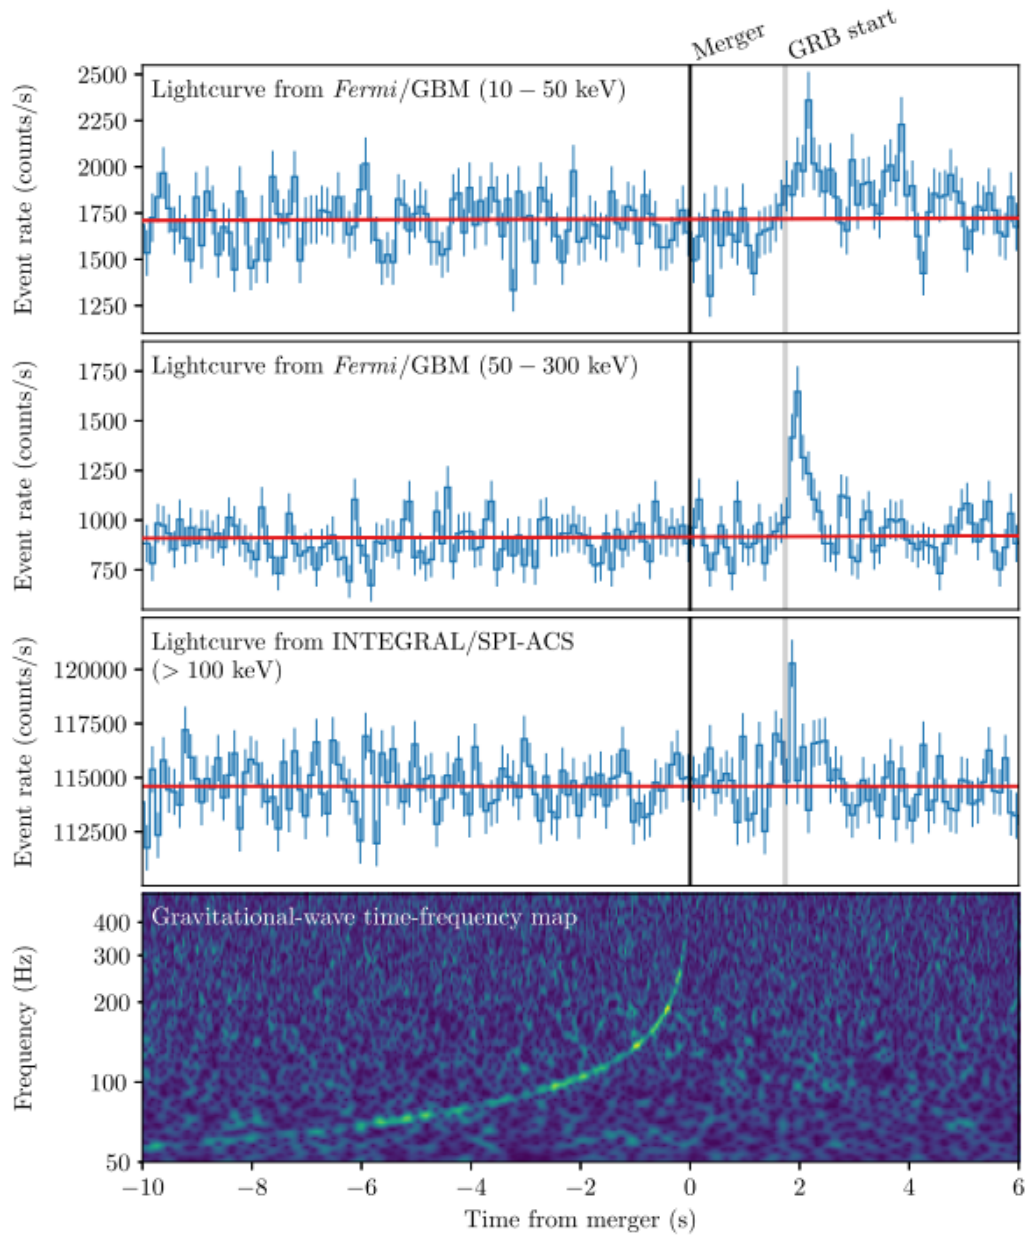 Merger
GRB start
Lightcurve from Fermi/GBM (10 – 50 keV)
Event rate (counts/s)
2500
2250
2000
1750
1500
1250
Lightcurve from Fermi/GBM (50 – 300 keV)
Event rate (counts/s)
1750
1500
1250
1000
750
Lightcurve from INTEGRAL/SPI-ACS
(> 100 keV)
Event rate (counts/s)
120000
117500
115000
112500
Gravitational-wave time-frequency map
Frequency (Hz)
400
300
200
100
50
−10 −8 −6 −4 −2 0 2 4 6
Time from merger (s)